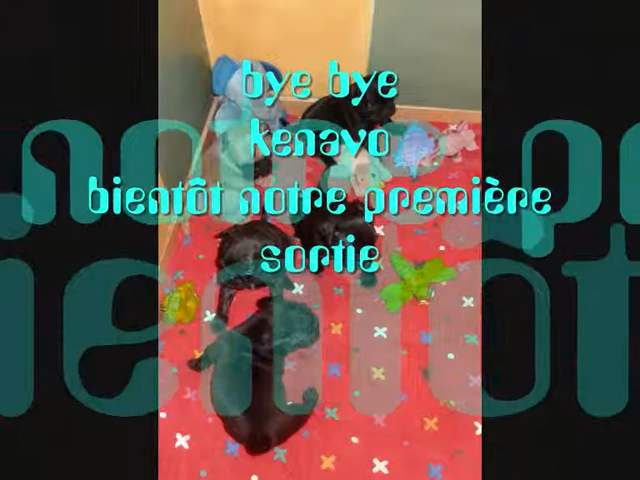 bye bye
kenavo
bientôt notre première
sortie